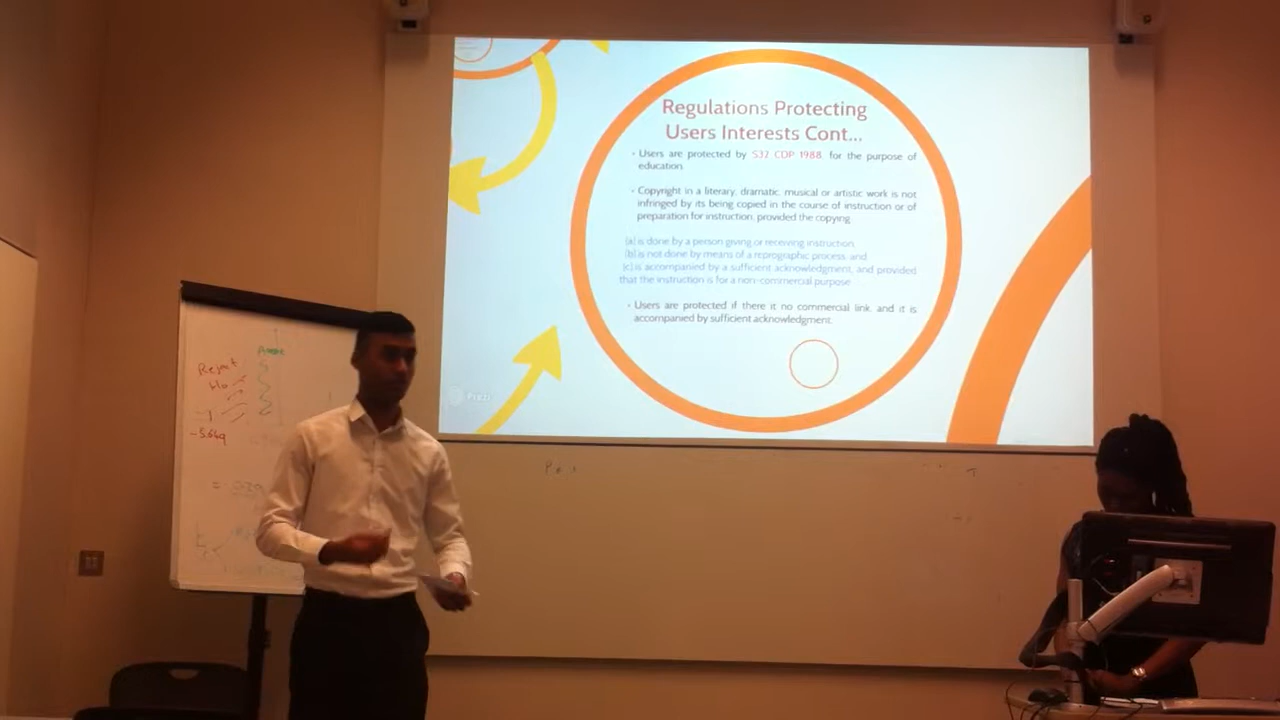 Regulations Protecting
Users Interests Cont...
• Users are protected by S32 CDP 1988 for the purpose of
education.
• Copyright in a literary, dramatic, musical or artistic work is not
infringed by its being copied in the course of instruction or of
preparation for instruction, provided the copying
(a) is done by a person giving or receiving instruction,
(b) is not done by means of a reprographic process, and
(c) is accompanied by a sufficient acknowledgment, and provided
that the instruction is for a non-commercial purpose
• Users are protected if there it no commercial link, and it is
accompanied by sufficient acknowledgment.
Prezi
Reject